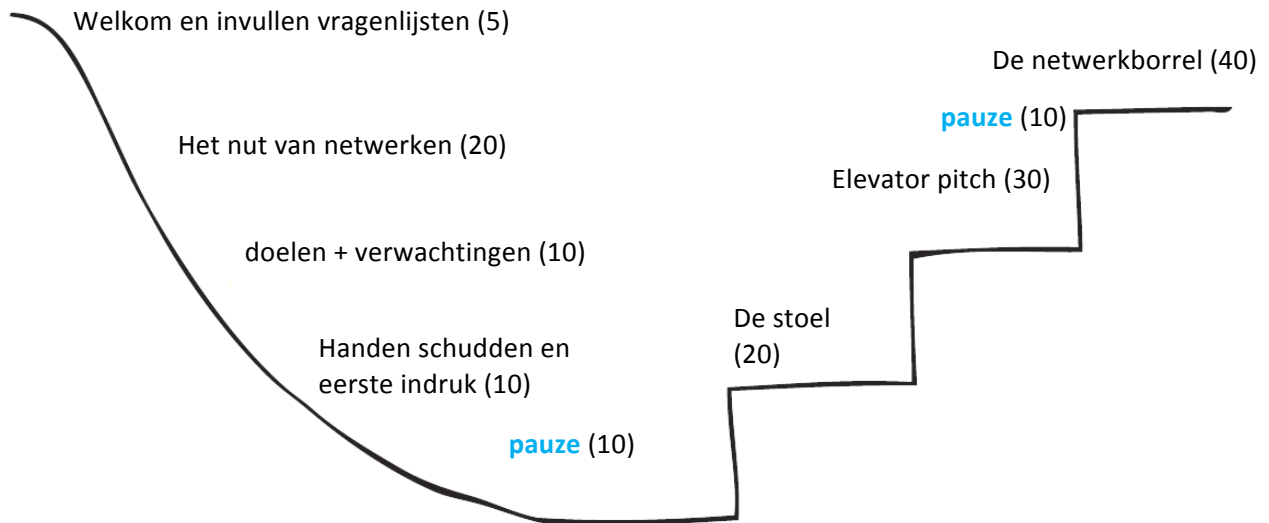 Welkom en invullen vragenlijsten (5)
Het nut van netwerken (20)
doelen + verwachtingen (10)
Handen schudden en
eerste indruk (10)
pauze (10)
De stoel
(20)
Elevator pitch (30)
pauze (10)
De netwerkborrel (40)